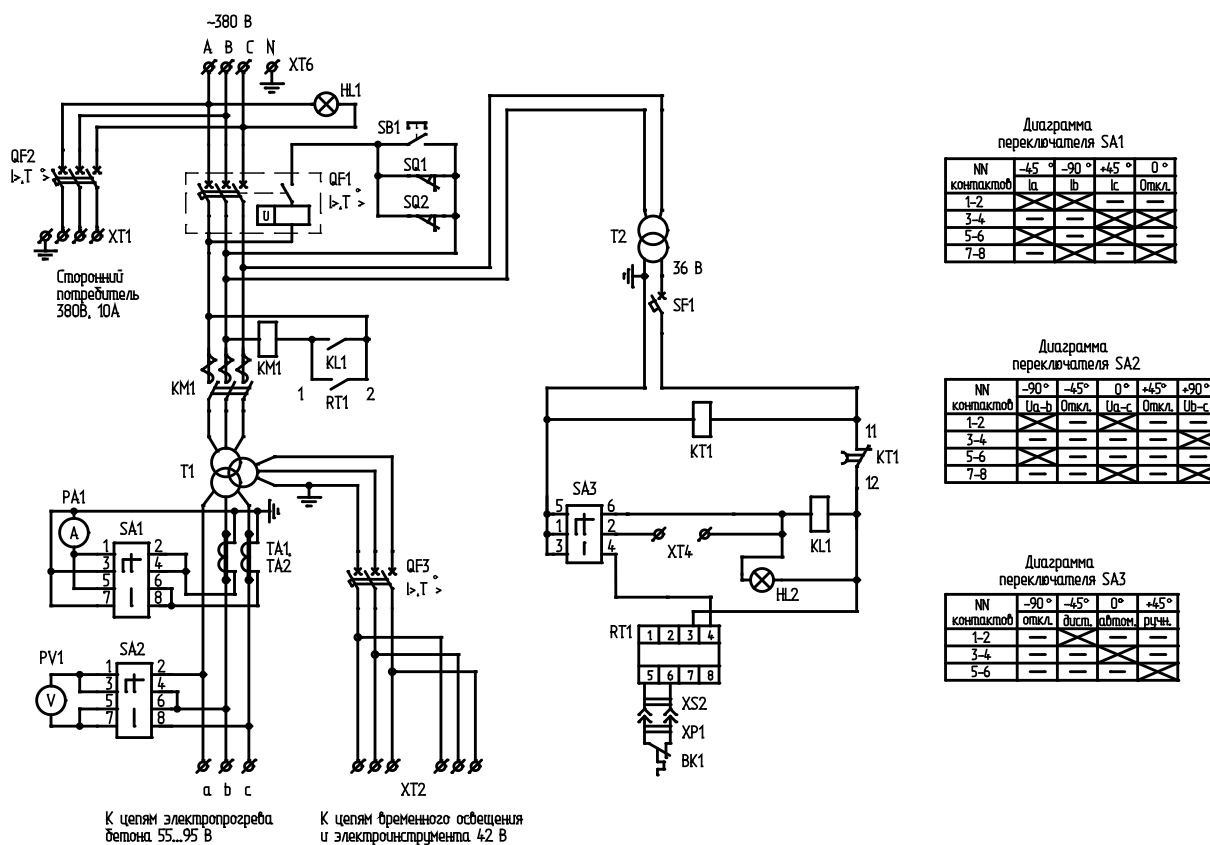 ~380 В
A B C N
XT6
HL1
QF2
I>,T°>
XT1
Сторонний
потребитель
380В, 10А
QF1
I>,T°>
U
SB1
SQ1
SQ2
T2
36 В
SF1
KM1
KL1
KM1
1 RT1 2
T1
PA1
A
SA1
1 2
3 4
5 6
7 8
TA1,
TA2
QF3
I>,T°>
PV1
V
SA2
1 2
3 4
5 6
7 8
a b c
XT2
К цепям электропрогрева
бетона 55...95 В
К цепям временного освещения
и электроинструмента 42 В
KT1
11
KT1
12
SA3
5 6
1 2
3 4
XT4
KL1
HL2
RT1
1 2 3 4
5 6 7 8
XS2
XP1
BK1
Диаграмма
переключателя SA1
NN контактов -45° -90° +45° 0°
Ia Ib Ic Откл.
1-2 — —
3-4 — —
5-6 — —
7-8 — —
Диаграмма
переключателя SA2
NN контактов -90° -45° 0° +45° +90°
Ua-b Откл. Ua-c Откл. Ub-c
1-2 — — —
3-4 — — — —
5-6 — — — —
7-8 — — —
Диаграмма
переключателя SA3
NN контактов -90° -45° 0° +45°
откл. дист. автом. ручн.
1-2 — — —
3-4 — — —
5-6 — — —